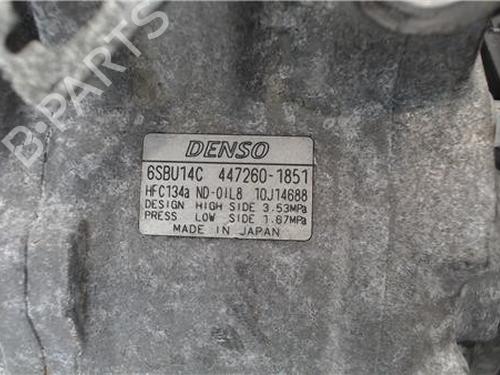 DENSO
6SBU14C 447260-1851
HFC134a ND-OIL8 10J14688
DESIGN HIGH SIDE 3.53MPa
PRESS LOW SIDE 1.67MPa
MADE IN JAPAN
B-PARTS